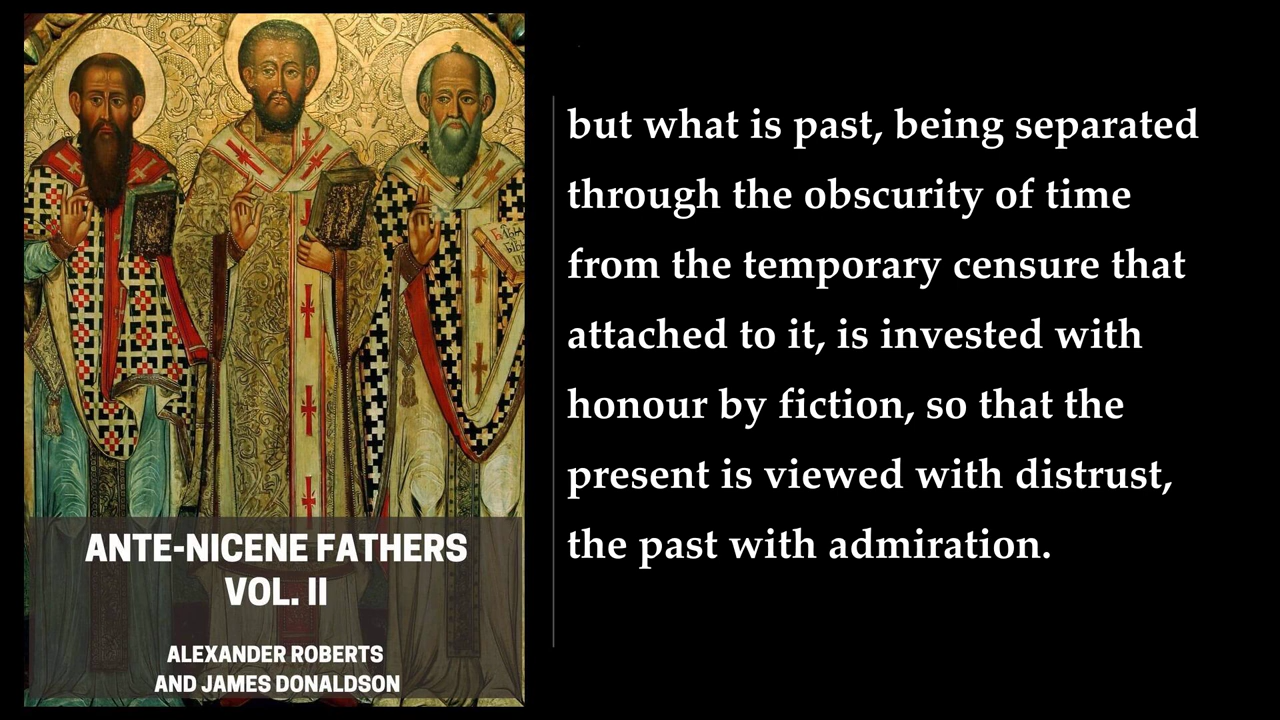 ANTE-NICENE FATHERS
VOL. II
ALEXANDER ROBERTS
AND JAMES DONALDSON
but what is past, being separated
through the obscurity of time
from the temporary censure that
attached to it, is invested with
honour by fiction, so that the
present is viewed with distrust,
the past with admiration.